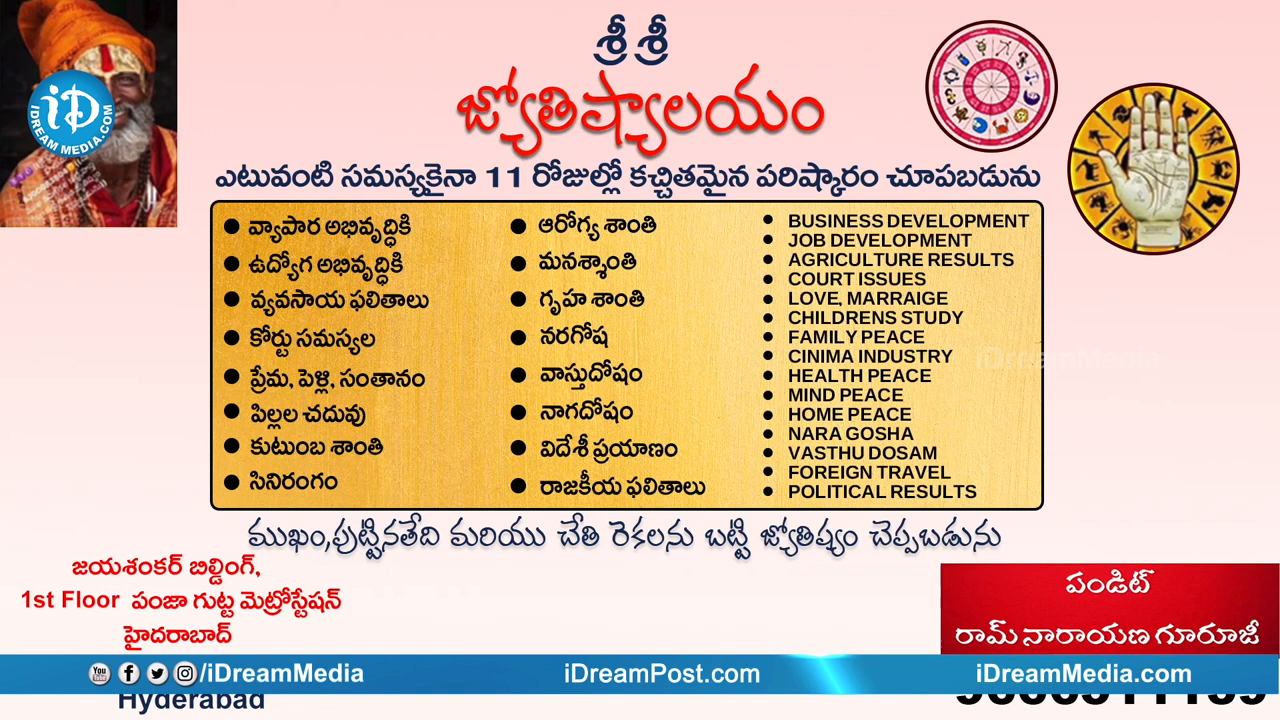 శ్రీ శ్రీ
జ్యోతిష్యాలయం
iD
iDREAM MEDIA.COM
ఎటువంటి సమస్యకైనా 11 రోజుల్లో కచ్చితమైన పరిష్కారం చూపబడును
వ్యాపార అభివృద్ధికి
ఉద్యోగ అభివృద్ధికి
వ్యవసాయ ఫలితాలు
కోర్టు సమస్యల
ప్రేమ, పెళ్లి, సంతానం
పిల్లల చదువు
కుటుంబ శాంతి
సినిరంగం
ఆరోగ్య శాంతి
మనశ్శాంతి
గృహ శాంతి
నరగోష
వాస్తుదోషం
నాగదోషం
విదేశీ ప్రయాణం
రాజకీయ ఫలితాలు
BUSINESS DEVELOPMENT
JOB DEVELOPMENT
AGRICULTURE RESULTS
COURT ISSUES
LOVE, MARRAIGE
CHILDRENS STUDY
FAMILY PEACE
CINIMA INDUSTRY
HEALTH PEACE
MIND PEACE
HOME PEACE
NARA GOSHA
VASTHU DOSAM
FOREIGN TRAVEL
POLITICAL RESULTS
iDreamMedia
ముఖం,పుట్టినతేది మరియు చేతి రెకలను బట్టి జ్యోతిష్యం చెప్పబడును
జయశంకర్ బిల్డింగ్,
1st Floor పంజా గుట్ట మెట్రోస్టేషన్
హైదరాబాద్
పండిట్
రామ్ నారాయణ గూరూజీ
You Tube /iDreamMedia iDreamPost.com iDreamMedia.com
Hyderabad